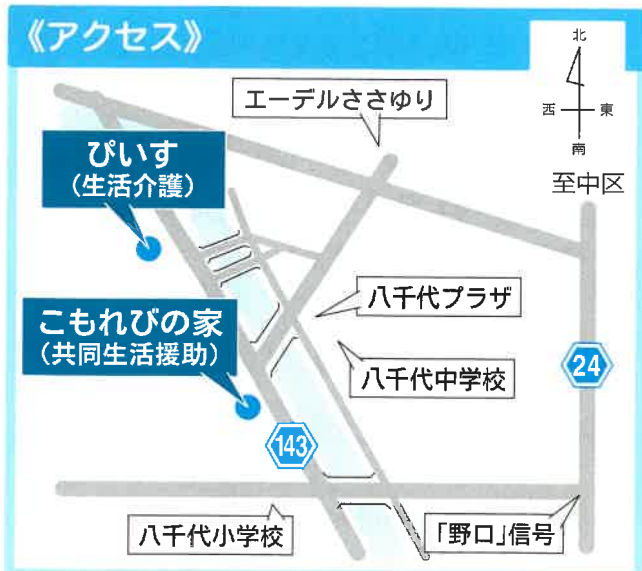 《アクセス》
北
西 東
南
至中区
エーデルささゆり
ぴいす
(生活介護)
八千代プラザ
こもれびの家
(共同生活援助)
八千代中学校
24
143
八千代小学校
「野口」信号